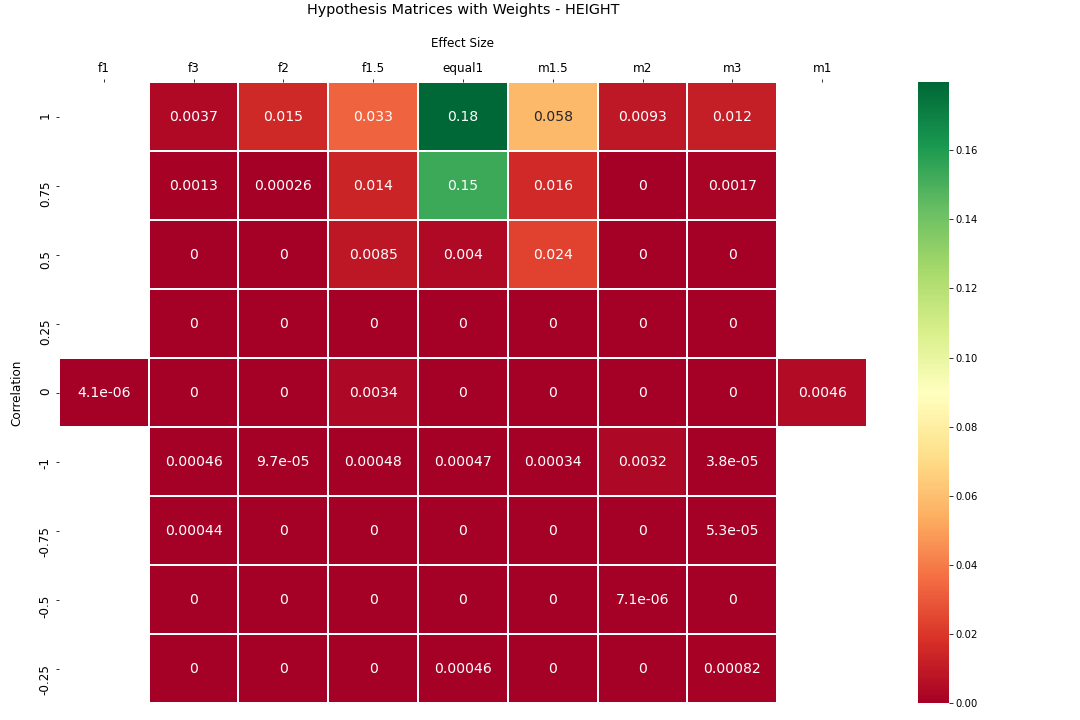 Hypothesis Matrices with Weights - HEIGHT
Effect Size
f1 f3 f2 f1.5 equal1 m1.5 m2 m3 m1
1 0.0037 0.015 0.033 0.18 0.058 0.0093 0.012
0.75 0.0013 0.00026 0.014 0.15 0.016 0 0.0017
0.5 0 0 0.0085 0.004 0.024 0 0
0.25 0 0 0 0 0 0 0
0 4.1e-06 0 0 0.0034 0 0 0 0 0.0046
-1 0.00046 9.7e-05 0.00048 0.00047 0.00034 0.0032 3.8e-05
-0.75 0.00044 0 0 0 0 0 5.3e-05
-0.5 0 0 0 0 0 7.1e-06 0
-0.25 0 0 0 0.00046 0 0 0.00082
Correlation
0.16
0.14
0.12
0.10
0.08
0.06
0.04
0.02
0.00